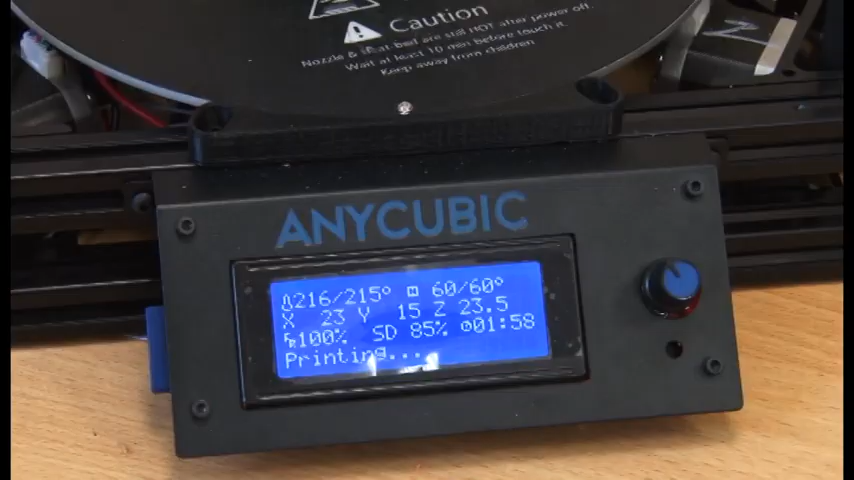 Caution
Nozzle & heat-bed are still HOT after power off.
Wait at least 10 min before touch it.
Keep away from children
ANYCUBIC
216/215° 60/60°
X 23 Y 15 Z 23.5
FR100% SD 85% 01:58
Printing...